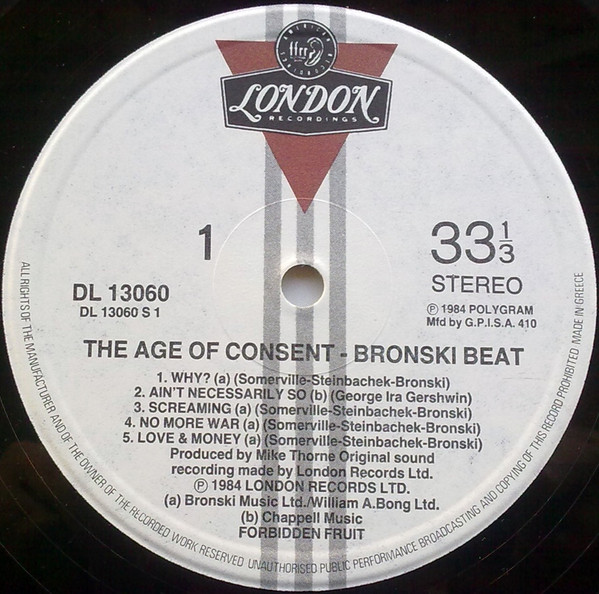 AMERICAN
ffrr
LONDON
RECORDINGS
1
33 1/3
STEREO
DL 13060
DL 13060 S 1
℗ 1984 POLYGRAM
Mfd by G.P.I.S.A. 410
THE AGE OF CONSENT - BRONSKI BEAT
1. WHY? (a) (Somerville-Steinbachek-Bronski)
2. AIN'T NECESSARILY SO (b) (George Ira Gershwin)
3. SCREAMING (a) (Somerville-Steinbachek-Bronski)
4. NO MORE WAR (a) (Somerville-Steinbachek-Bronski)
5. LOVE & MONEY (a) (Somerville-Steinbachek-Bronski)
Produced by Mike Thorne Original sound
recording made by London Records Ltd.
℗ 1984 LONDON RECORDS LTD.
(a) Bronski Music Ltd./William A.Bong Ltd.
(b) Chappell Music
FORBIDDEN FRUIT
ALL RIGHTS OF THE MANUFACTURER AND OF THE OWNER OF THE RECORDED WORK RESERVED UNAUTHORISED PUBLIC PERFORMANCE BROADCASTING AND COPYING OF THIS RECORD PROHIBITED MADE IN GREECE